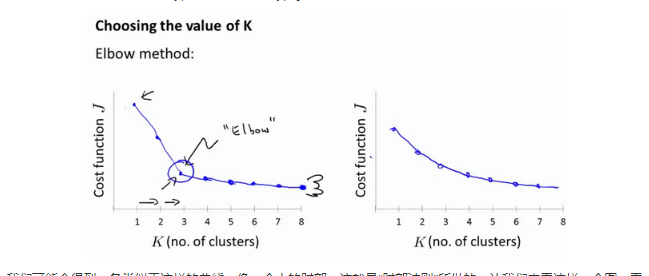 Choosing the value of K
Elbow method:
"Elbow"
Cost function J
1 2 3 4 5 6 7 8
K (no. of clusters)
Cost function J
1 2 3 4 5 6 7 8
K (no. of clusters)